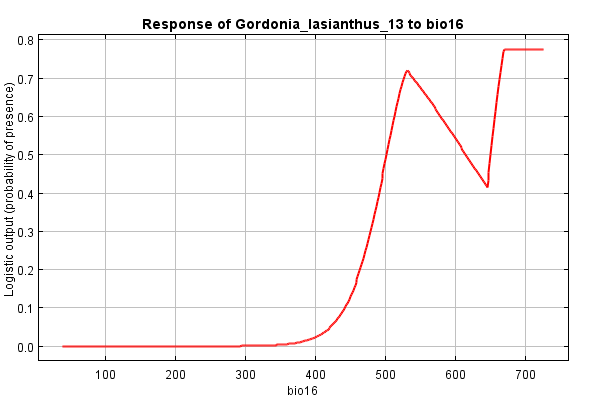 Response of Gordonia_lasianthus_13 to bio16
Logistic output (probability of presence)
0.8
0.7
0.6
0.5
0.4
0.3
0.2
0.1
0.0
100 200 300 400 500 600 700
bio16